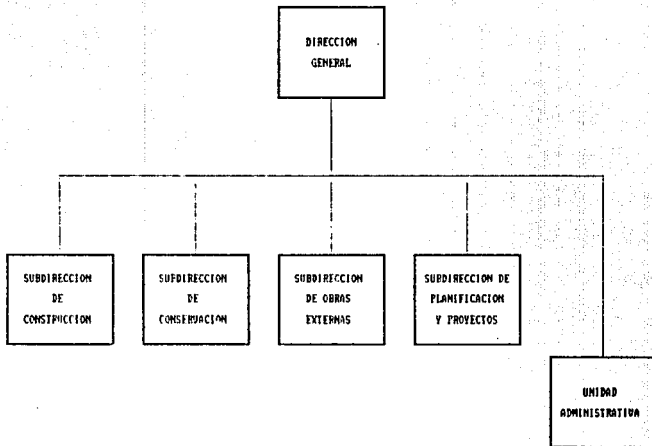 DIRECCION
GENERAL
SUBDIRECCION
DE
CONSTRUCCION
SUBDIRECCION
DE
CONSERVACION
SUBDIRECCION
DE OBRAS
EXTERNAS
SUBDIRECCION DE
PLANIFICACION
Y PROYECTOS
UNIDAD
ADMINISTRATIVA